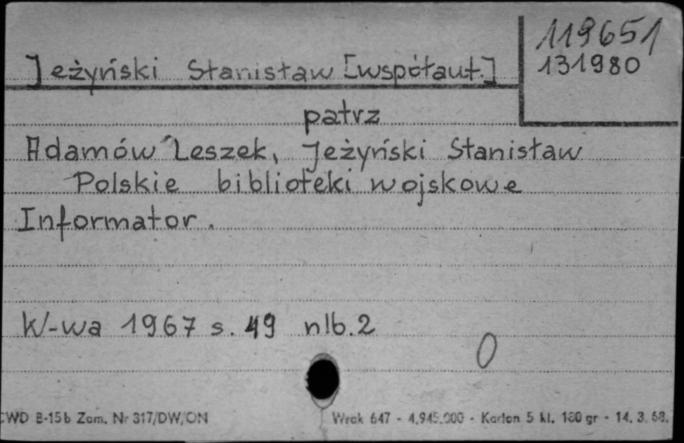 119651
131980
Jeżyński Stanisław [współaut.]
patrz
Adamów Leszek, Jeżyński Stanisław
Polskie biblioteki wojskowe
Informator.
W-wa 1967 s. 49 nlb. 2
0
CWD B-15b Zam. Nr 317/DW/ON Wrak 647 - 4.945.000 - Karton 5 kl. 180 gr - 14. 3. 68.